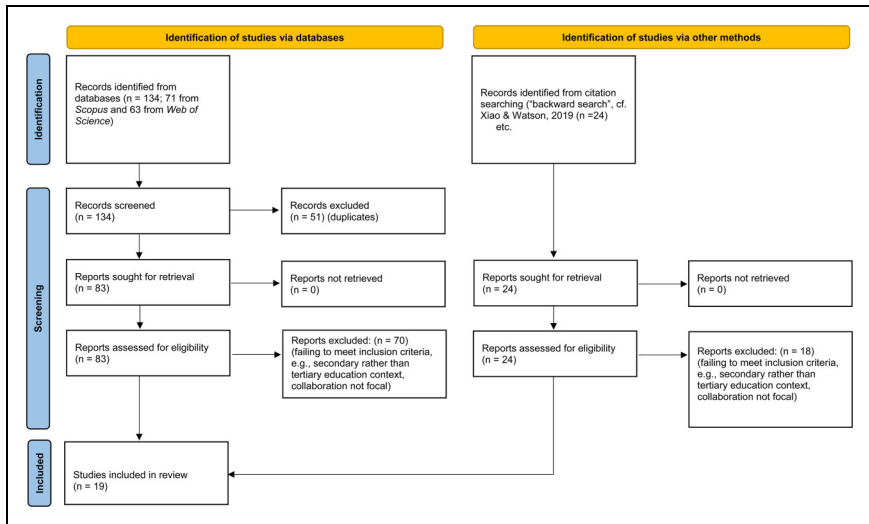 Identification of studies via databases
Identification of studies via other methods
Identification
Records identified from
databases (n = 134; 71 from
Scopus and 63 from Web of
Science)
Records identified from citation
searching (“backward search”, cf.
Xiao & Watson, 2019 (n =24)
etc.
Screening
Records screened
(n = 134)
Records excluded
(n = 51) (duplicates)
Reports sought for retrieval
(n = 83)
Reports not retrieved
(n = 0)
Reports sought for retrieval
(n = 24)
Reports not retrieved
(n = 0)
Reports assessed for eligibility
(n = 83)
Reports excluded: (n = 70)
(failing to meet inclusion criteria,
e.g., secondary rather than
tertiary education context,
collaboration not focal)
Reports assessed for eligibility
(n = 24)
Reports excluded: (n = 18)
(failing to meet inclusion criteria,
e.g., secondary rather than
tertiary education context,
collaboration not focal)
Included
Studies included in review
(n = 19)